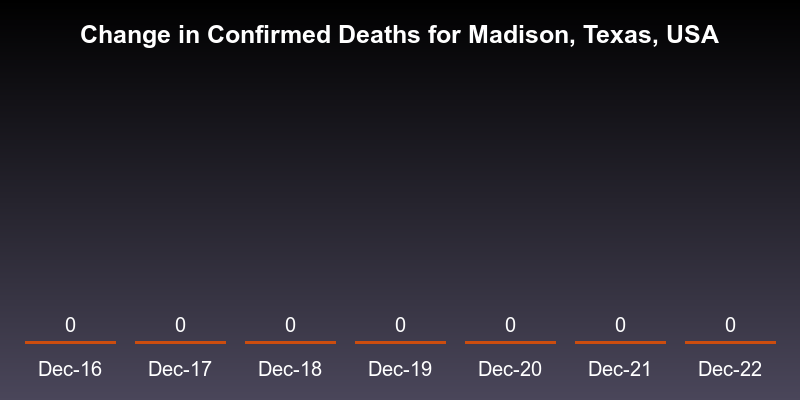 Change in Confirmed Deaths for Madison, Texas, USA
0 0 0 0 0 0 0
Dec-16 Dec-17 Dec-18 Dec-19 Dec-20 Dec-21 Dec-22